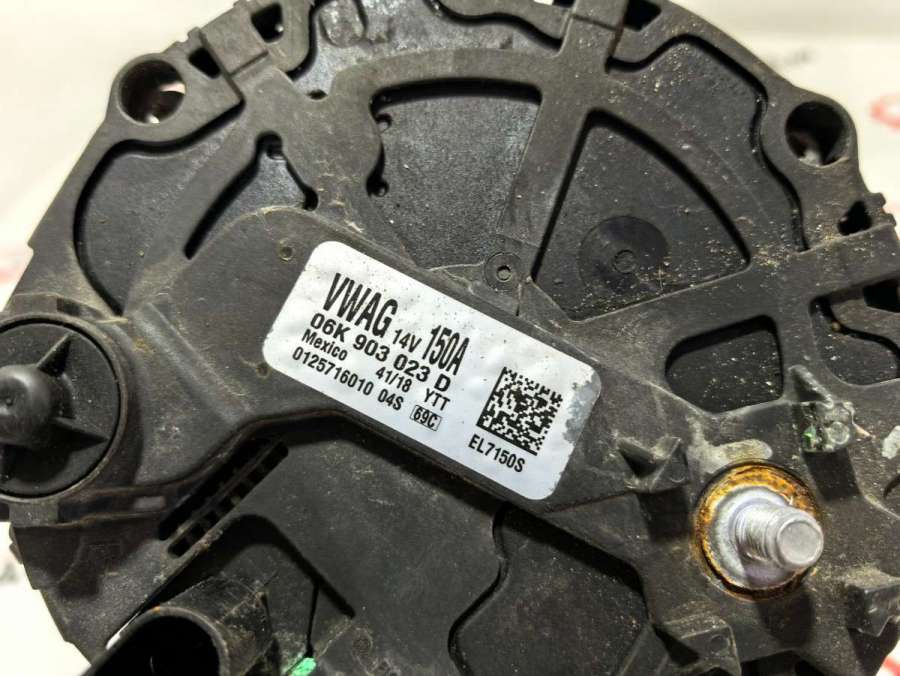 VWAG 14V 150A
06K 903 023 D
Mexico 41/18 YTT
0125716010 04S 69C
EL7150S